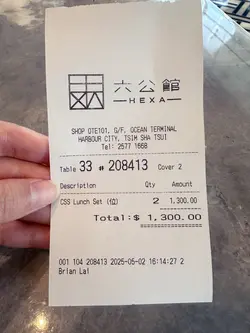 六公館
HEXA
SHOP OTE101, G/F, OCEAN TERMINAL
HARBOUR CITY, TSIM SHA TSUI
Tel: 2577 1668
Table 33 # 208413 Cover 2
Description Qty Amount
CSS Lunch Set 2 1,300.00
Total:$ 1,300.00
001 104 208413 2025-05-02 16:14:27 2
Brian Lai